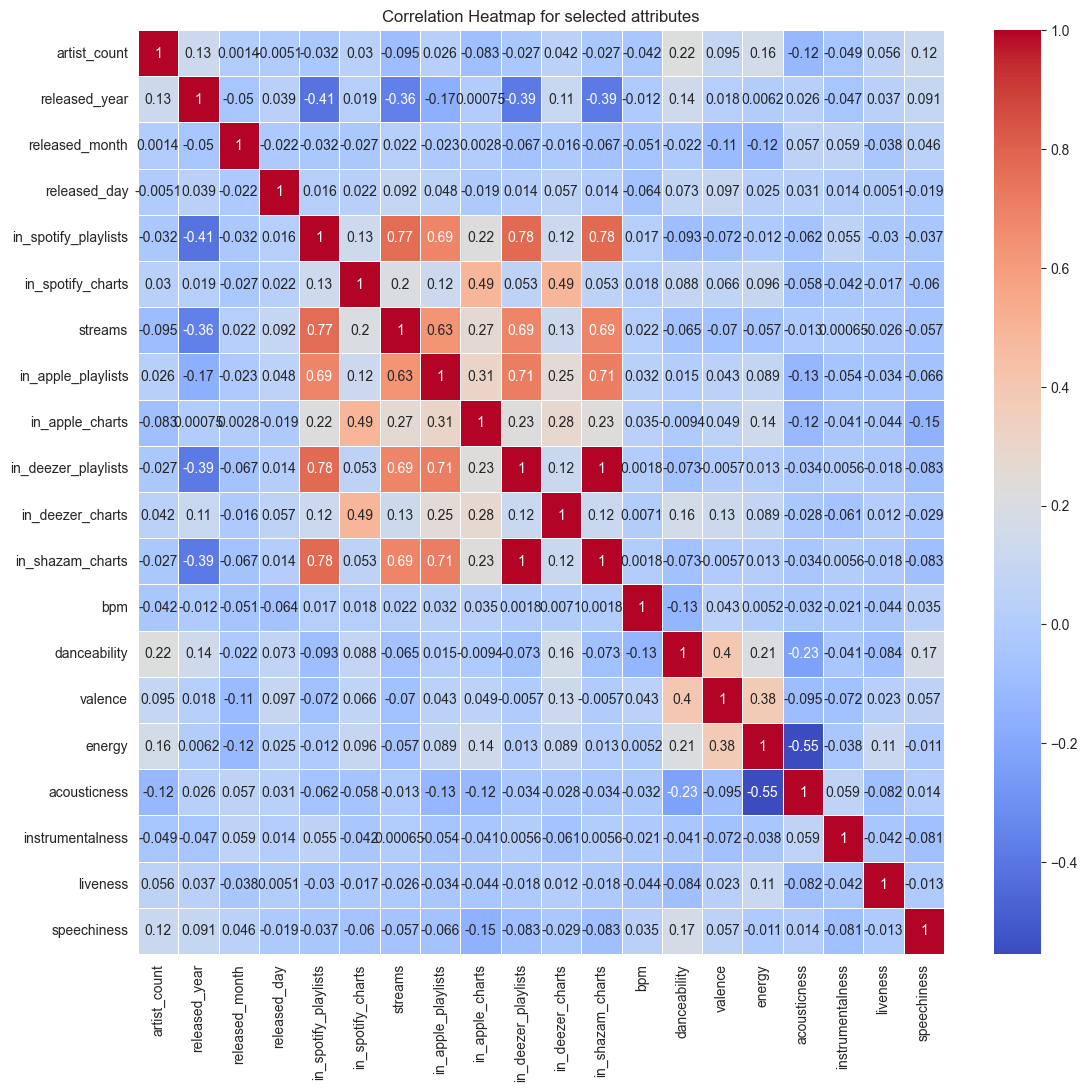 Correlation Heatmap for selected attributes
artist_count 1 0.13 0.0014 -0.0051 -0.032 0.03 -0.095 0.026 -0.083 -0.027 0.042 -0.027 -0.042 0.22 0.095 0.16 -0.12 -0.049 0.056 0.12
released_year 0.13 1 -0.05 0.039 -0.41 0.019 -0.36 -0.17 0.00075 -0.39 0.11 -0.39 -0.012 0.14 0.018 0.0062 0.026 -0.047 0.037 0.091
released_month 0.0014 -0.05 1 -0.022 -0.032 -0.027 0.022 -0.023 0.0028 -0.067 -0.016 -0.067 -0.051 -0.022 -0.11 -0.12 0.057 0.059 -0.038 0.046
released_day -0.0051 0.039 -0.022 1 0.016 0.022 0.092 0.048 -0.019 0.014 0.057 0.014 -0.064 0.073 0.097 0.025 0.031 0.014 0.0051 -0.019
in_spotify_playlists -0.032 -0.41 -0.032 0.016 1 0.13 0.77 0.69 0.22 0.78 0.12 0.78 0.017 -0.093 -0.072 -0.012 -0.062 0.055 -0.03 -0.037
in_spotify_charts 0.03 0.019 -0.027 0.022 0.13 1 0.2 0.12 0.49 0.053 0.49 0.053 0.018 0.088 0.066 0.096 -0.058 -0.042 -0.017 -0.06
streams -0.095 -0.36 0.022 0.092 0.77 0.2 1 0.63 0.27 0.69 0.13 0.69 0.022 -0.065 -0.07 -0.057 -0.013 0.00065 -0.026 -0.057
in_apple_playlists 0.026 -0.17 -0.023 0.048 0.69 0.12 0.63 1 0.31 0.71 0.25 0.71 0.032 0.015 0.043 0.089 -0.13 -0.054 -0.034 -0.066
in_apple_charts -0.083 0.00075 0.0028 -0.019 0.22 0.49 0.27 0.31 1 0.23 0.28 0.23 0.035 -0.0094 0.049 0.14 -0.12 -0.041 -0.044 -0.15
in_deezer_playlists -0.027 -0.39 -0.067 0.014 0.78 0.053 0.69 0.71 0.23 1 0.12 1 0.0018 -0.073 -0.0057 0.013 -0.034 0.0056 -0.018 -0.083
in_deezer_charts 0.042 0.11 -0.016 0.057 0.12 0.49 0.13 0.25 0.28 0.12 1 0.12 0.0071 0.16 0.13 0.089 -0.028 -0.061 0.012 -0.029
in_shazam_charts -0.027 -0.39 -0.067 0.014 0.78 0.053 0.69 0.71 0.23 1 0.12 1 0.0018 -0.073 -0.0057 0.013 -0.034 0.0056 -0.018 -0.083
bpm -0.042 -0.012 -0.051 -0.064 0.017 0.018 0.022 0.032 0.035 0.0018 0.0071 0.0018 1 -0.13 0.043 0.0052 -0.032 -0.021 -0.044 0.035
danceability 0.22 0.14 -0.022 0.073 -0.093 0.088 -0.065 0.015 -0.0094 -0.073 0.16 -0.073 -0.13 1 0.4 0.21 -0.23 -0.041 -0.084 0.17
valence 0.095 0.018 -0.11 0.097 -0.072 0.066 -0.07 0.043 0.049 -0.0057 0.13 -0.0057 0.043 0.4 1 0.38 -0.095 -0.072 0.023 0.057
energy 0.16 0.0062 -0.12 0.025 -0.012 0.096 -0.057 0.089 0.14 0.013 0.089 0.013 0.0052 0.21 0.38 1 -0.55 -0.038 0.11 -0.011
acousticness -0.12 0.026 0.057 0.031 -0.062 -0.058 -0.013 -0.13 -0.12 -0.034 -0.028 -0.034 -0.032 -0.23 -0.095 -0.55 1 0.059 -0.082 0.014
instrumentalness -0.049 -0.047 0.059 0.014 0.055 -0.042 0.00065 -0.054 -0.041 0.0056 -0.061 0.0056 -0.021 -0.041 -0.072 -0.038 0.059 1 -0.042 -0.081
liveness 0.056 0.037 -0.038 0.0051 -0.03 -0.017 -0.026 -0.034 -0.044 -0.018 0.012 -0.018 -0.044 -0.084 0.023 0.11 -0.082 -0.042 1 -0.013
speechiness 0.12 0.091 0.046 -0.019 -0.037 -0.06 -0.057 -0.066 -0.15 -0.083 -0.029 -0.083 0.035 0.17 0.057 -0.011 0.014 -0.081 -0.013 1
artist_count
released_year
released_month
released_day
in_spotify_playlists
in_spotify_charts
streams
in_apple_playlists
in_apple_charts
in_deezer_playlists
in_deezer_charts
in_shazam_charts
bpm
danceability
valence
energy
acousticness
instrumentalness
liveness
speechiness
1.0
0.8
0.6
0.4
0.2
0.0
−0.2
−0.4